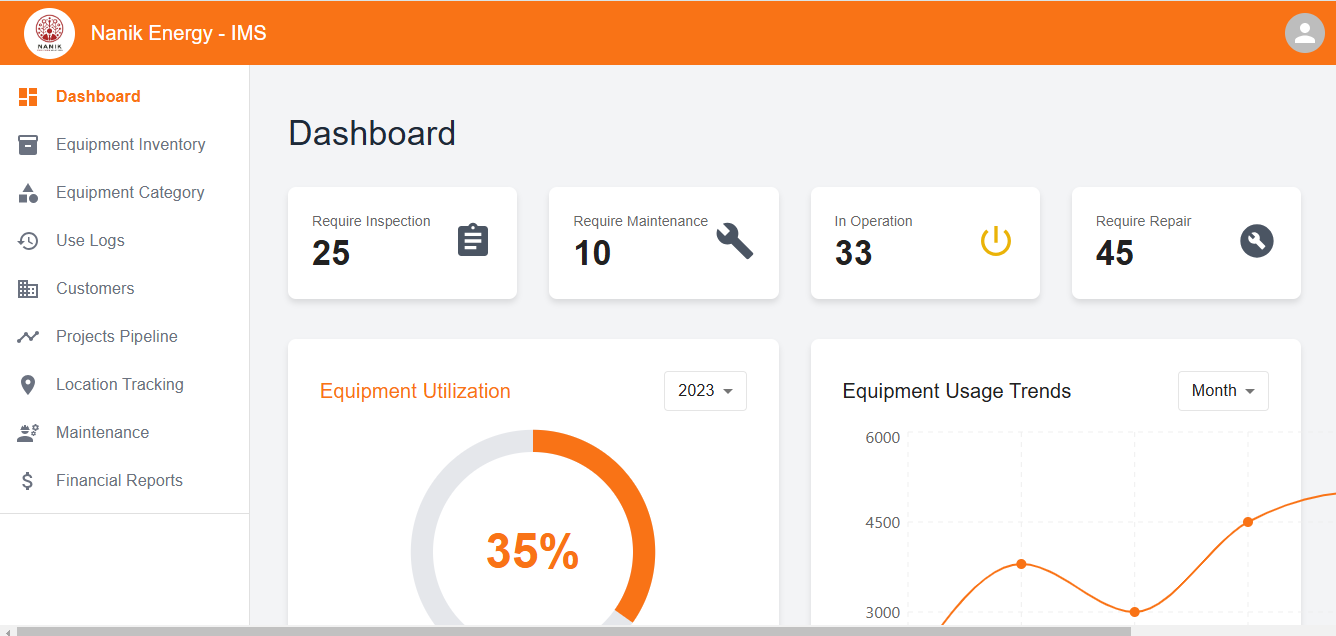 NANIK
Nanik Energy - IMS
Dashboard
Equipment Inventory
Equipment Category
Use Logs
Customers
Projects Pipeline
Location Tracking
Maintenance
Financial Reports
Dashboard
Require Inspection
25
Require Maintenance
10
In Operation
33
Require Repair
45
Equipment Utilization
2023
35%
Equipment Usage Trends
Month
6000
4500
3000